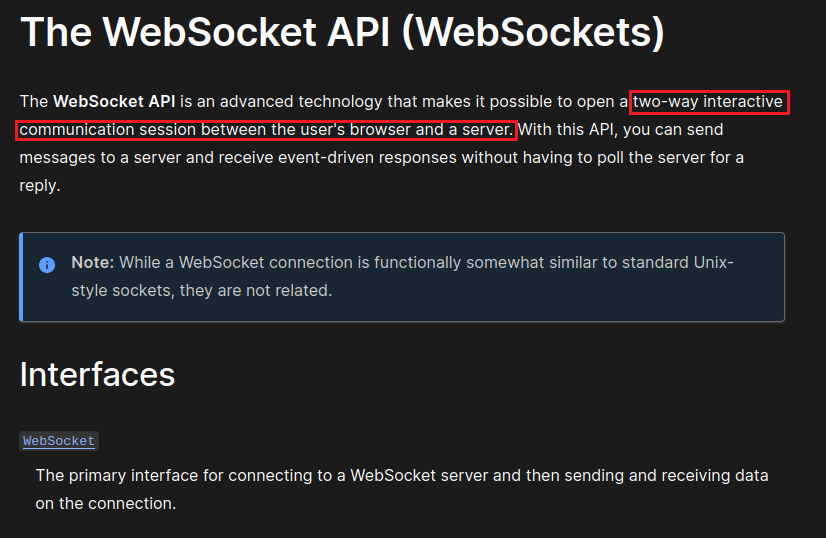 The WebSocket API (WebSockets)
The WebSocket API is an advanced technology that makes it possible to open a two-way interactive
communication session between the user's browser and a server. With this API, you can send
messages to a server and receive event-driven responses without having to poll the server for a
reply.
Note: While a WebSocket connection is functionally somewhat similar to standard Unix-
style sockets, they are not related.
Interfaces
WebSocket
The primary interface for connecting to a WebSocket server and then sending and receiving data
on the connection.